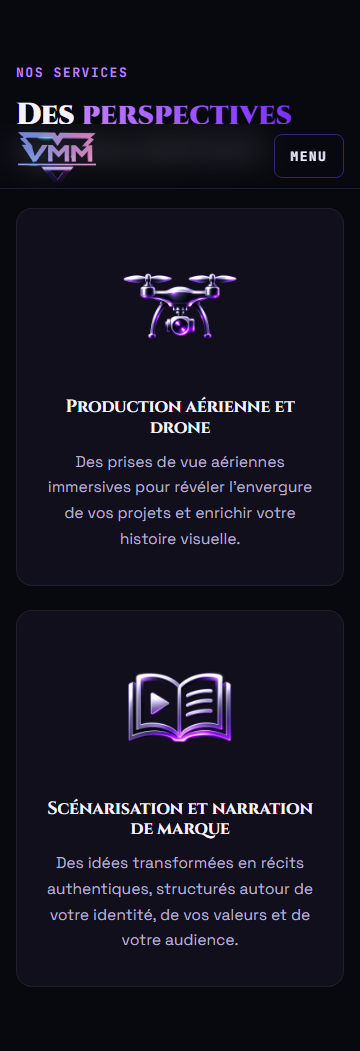 NOS SERVICES
Des perspectives
VMM
MENU
Production aérienne et
drone
Des prises de vue aériennes
immersives pour révéler l'envergure
de vos projets et enrichir votre
histoire visuelle.
Scénarisation et narration
de marque
Des idées transformées en récits
authentiques, structurés autour de
votre identité, de vos valeurs et de
votre audience.